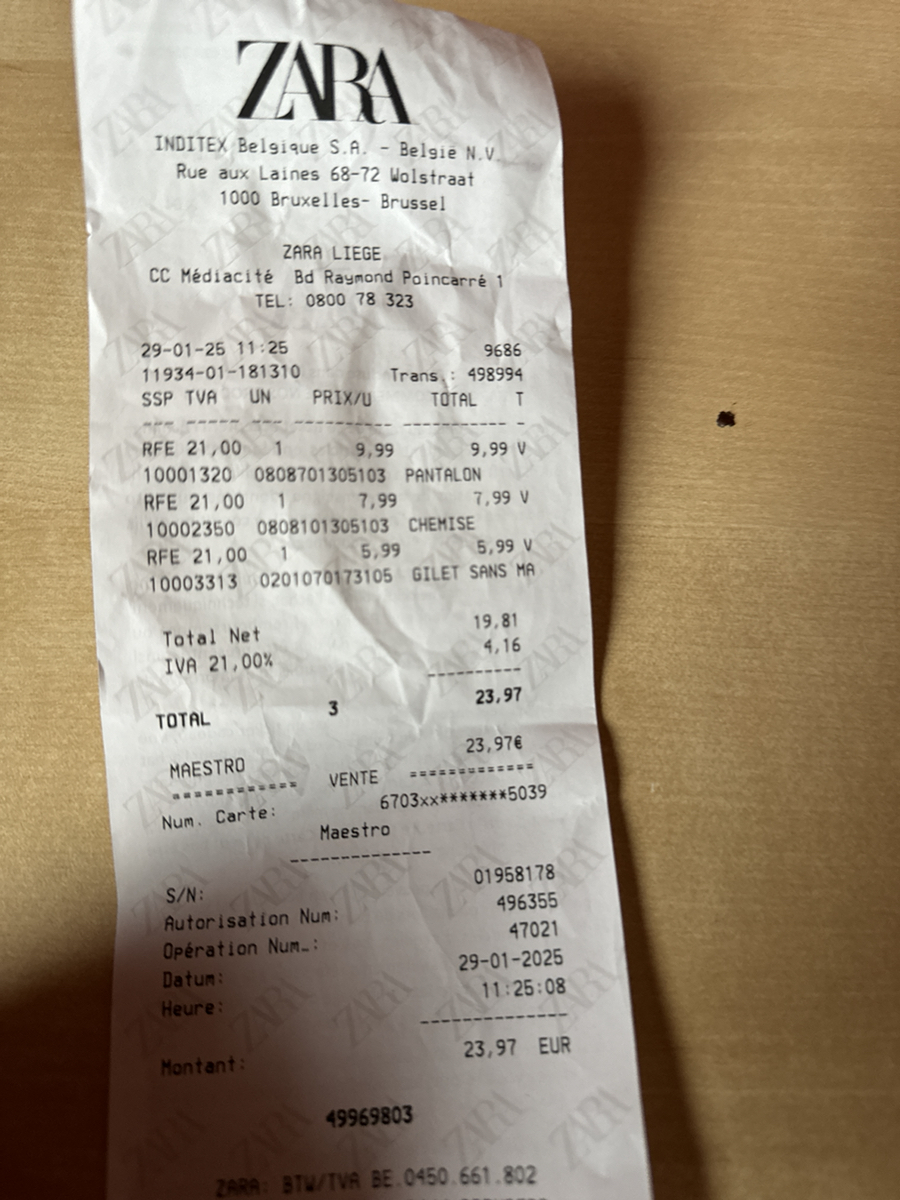 ZARA
INDITEX Belgique S.A. - België N.V.
Rue aux Laines 68-72 Wolstraat
1000 Bruxelles- Brussel
ZARA LIEGE
CC Médiacité Bd Raymond Poincarré 1
TEL: 0800 78 323
29-01-25 11:25 9686
11934-01-181310 Trans.: 498994
SSP TVA UN PRIX/U TOTAL T
--- ----- --- ---------- ----------- -
RFE 21,00 1 9,99 9,99 V
10001320 08087013051​03 PANTALON
RFE 21,00 1 7,99 7,99 V
10002350 0808101305103 CHEMISE
RFE 21,00 1 5,99 5,99 V
10003313 0201070173105 GILET SANS MA
Total Net 19,81
IVA 21,00% 4,16
----------
TOTAL 3 23,97
MAESTRO 23,97€
============ VENTE ============
Num. Carte: 6703xx*******5039
Maestro
--------------
S/N: 01958178
Autorisation Num: 496355
Opération Num.: 47021
Datum: 29-01-2025
Heure: 11:25:08
--------------
Montant: 23,97 EUR
49969803
ZARA: BTW/TVA BE.0450.661.802